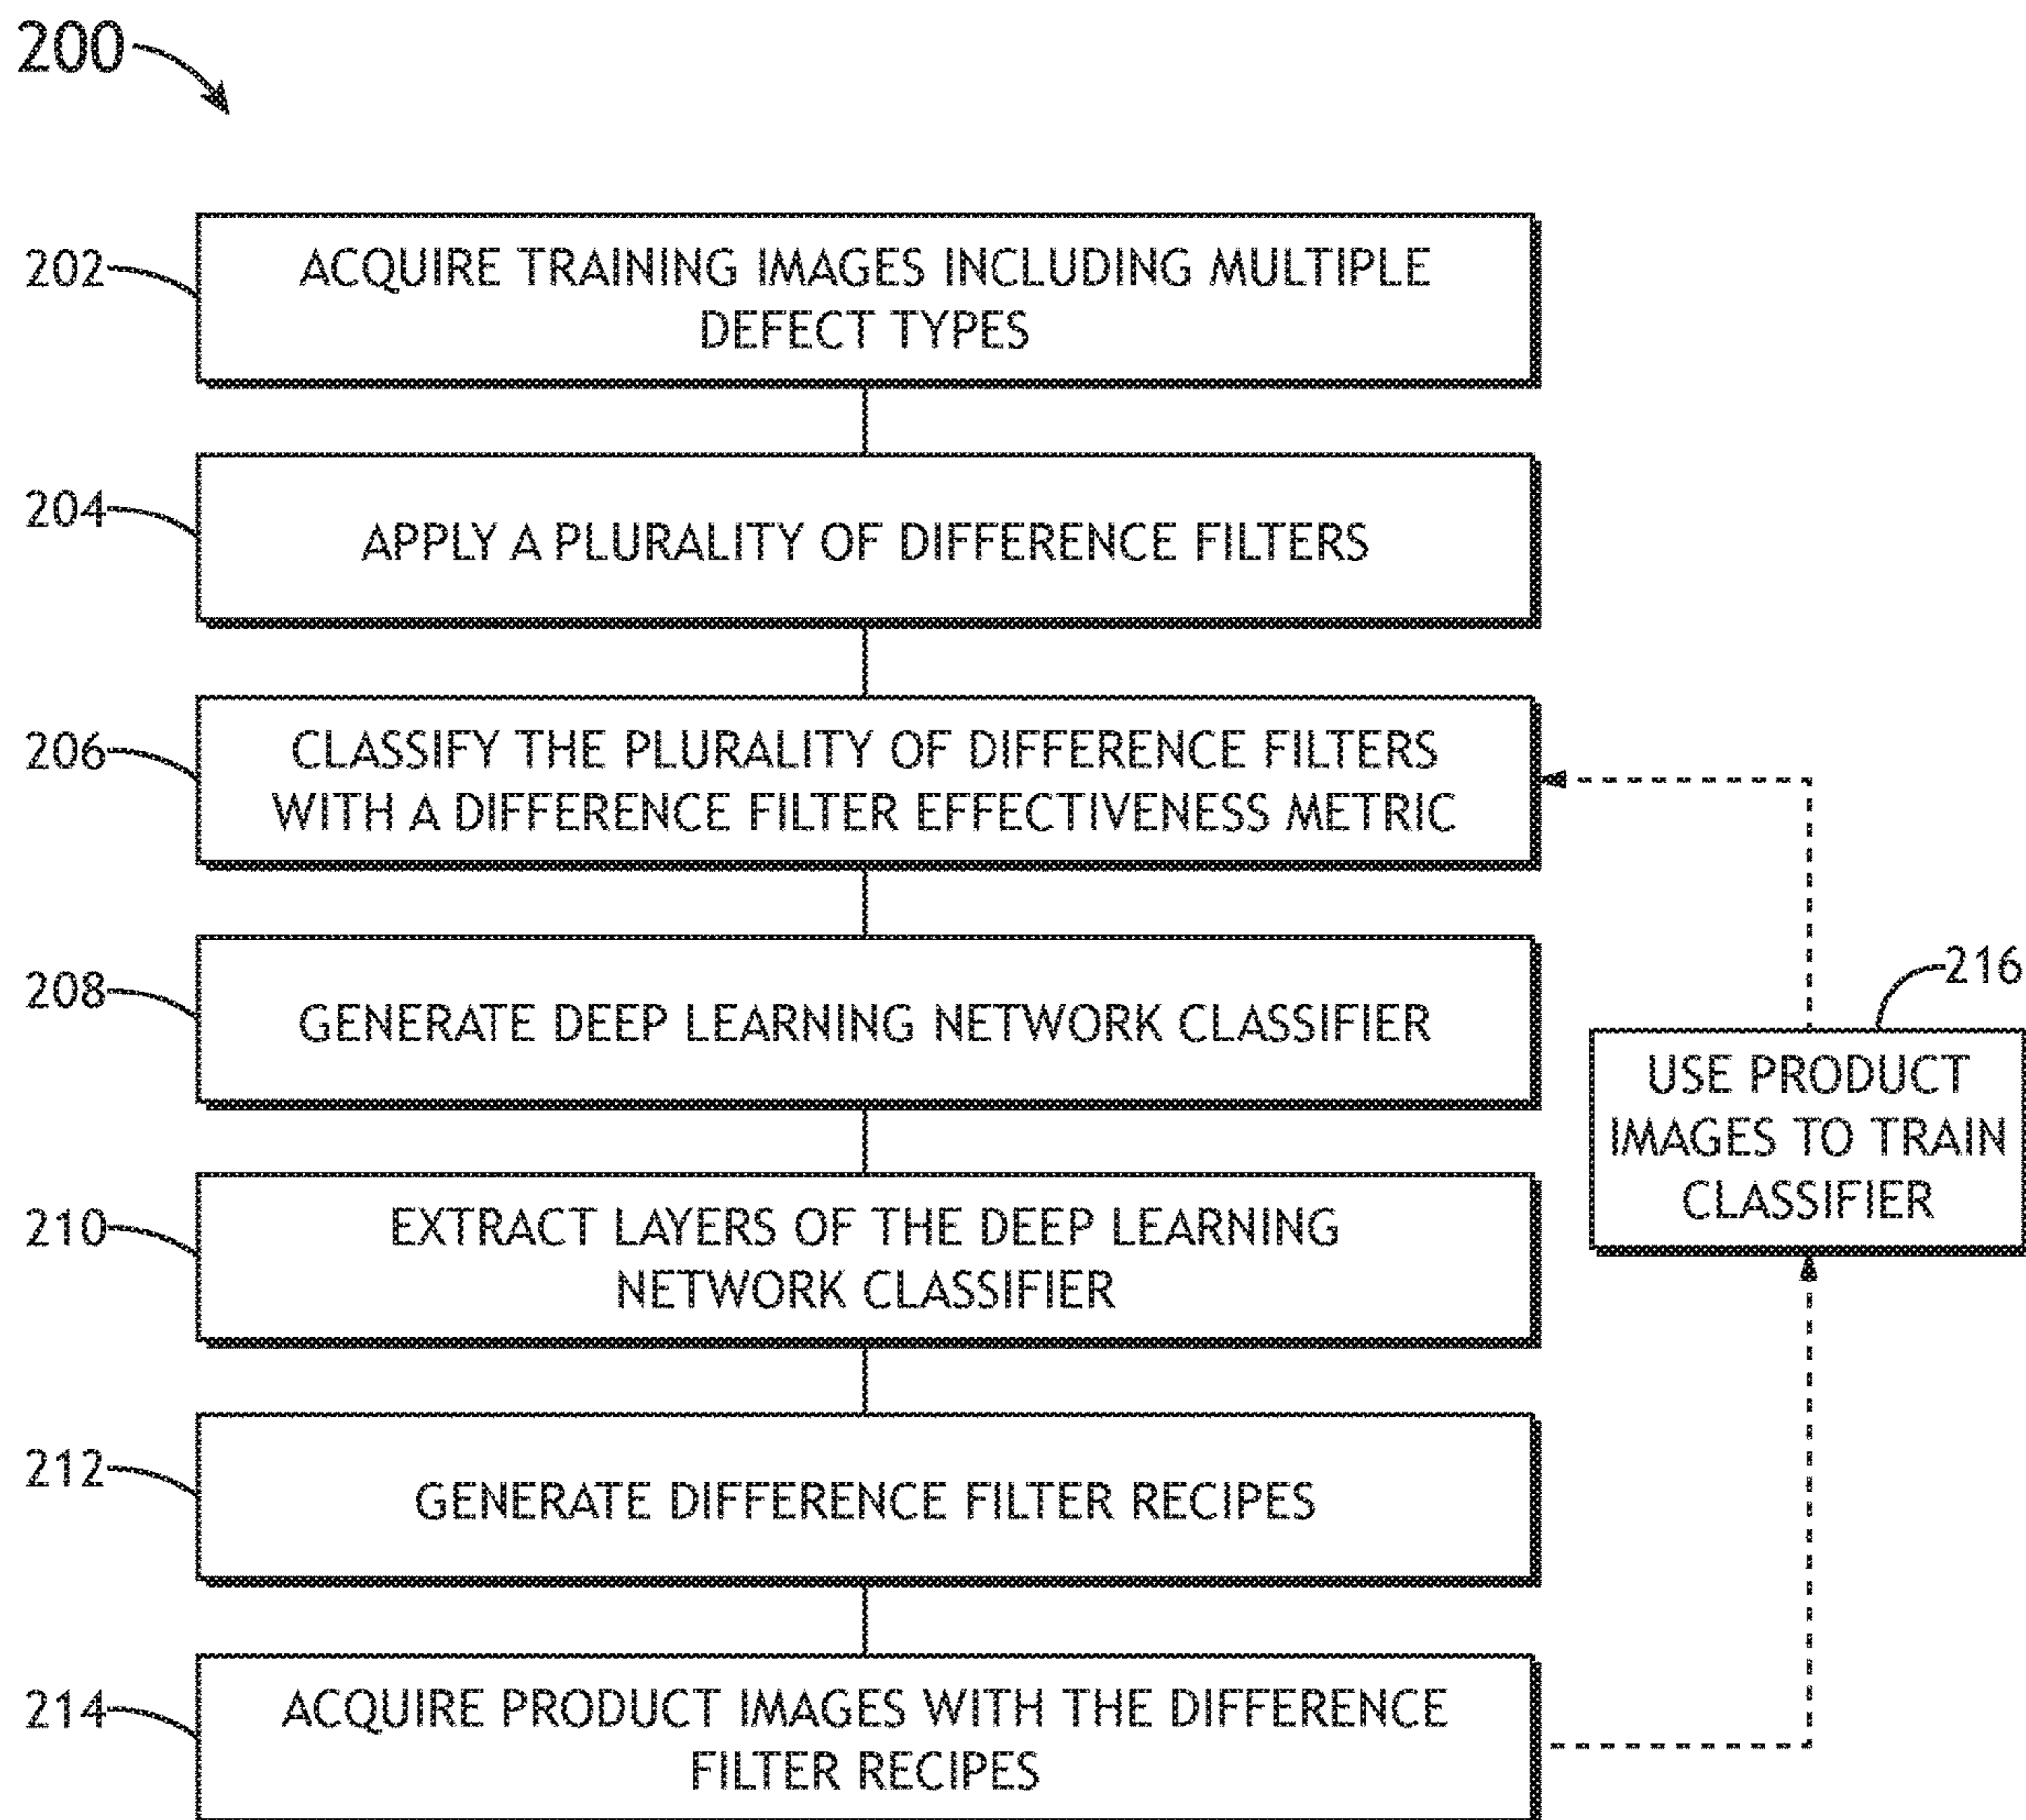 200
202
ACQUIRE TRAINING IMAGES INCLUDING MULTIPLE
DEFECT TYPES
204
APPLY A PLURALITY OF DIFFERENCE FILTERS
206
CLASSIFY THE PLURALITY OF DIFFERENCE FILTERS
WITH A DIFFERENCE FILTER EFFECTIVENESS METRIC
208
GENERATE DEEP LEARNING NETWORK CLASSIFIER
216
USE PRODUCT
IMAGES TO TRAIN
CLASSIFIER
210
EXTRACT LAYERS OF THE DEEP LEARNING
NETWORK CLASSIFIER
212
GENERATE DIFFERENCE FILTER RECIPES
214
ACQUIRE PRODUCT IMAGES WITH THE DIFFERENCE
FILTER RECIPES